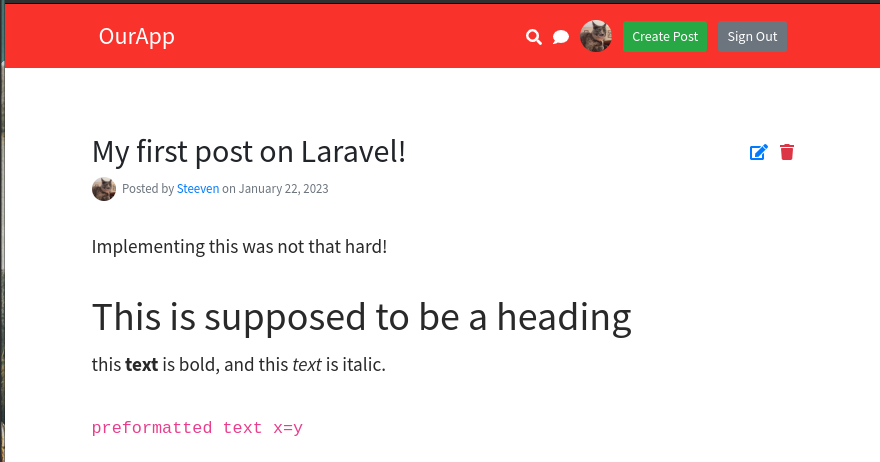 OurApp
Create Post
Sign Out
My first post on Laravel!
Posted by Steeven on January 22, 2023
Implementing this was not that hard!
This is supposed to be a heading
this text is bold, and this text is italic.
preformatted text x=y